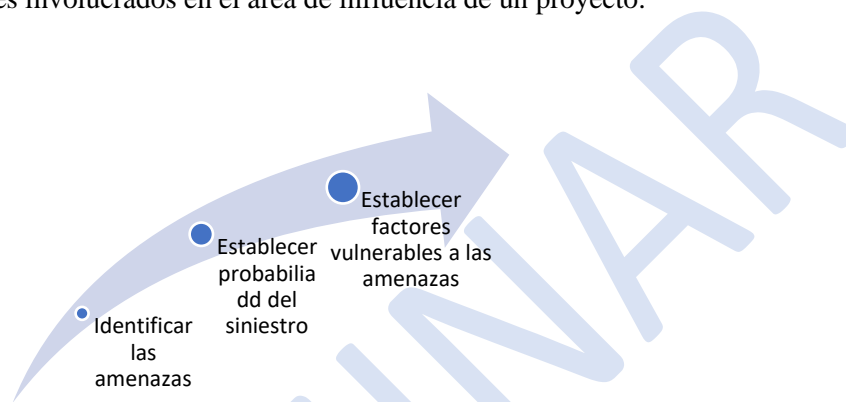 es involucrados en el área de influencia de un proyecto.
Identificar
las
amenazas
Establecer
probabilia
dd del
siniestro
Establecer
factores
vulnerables a las
amenazas
INAR